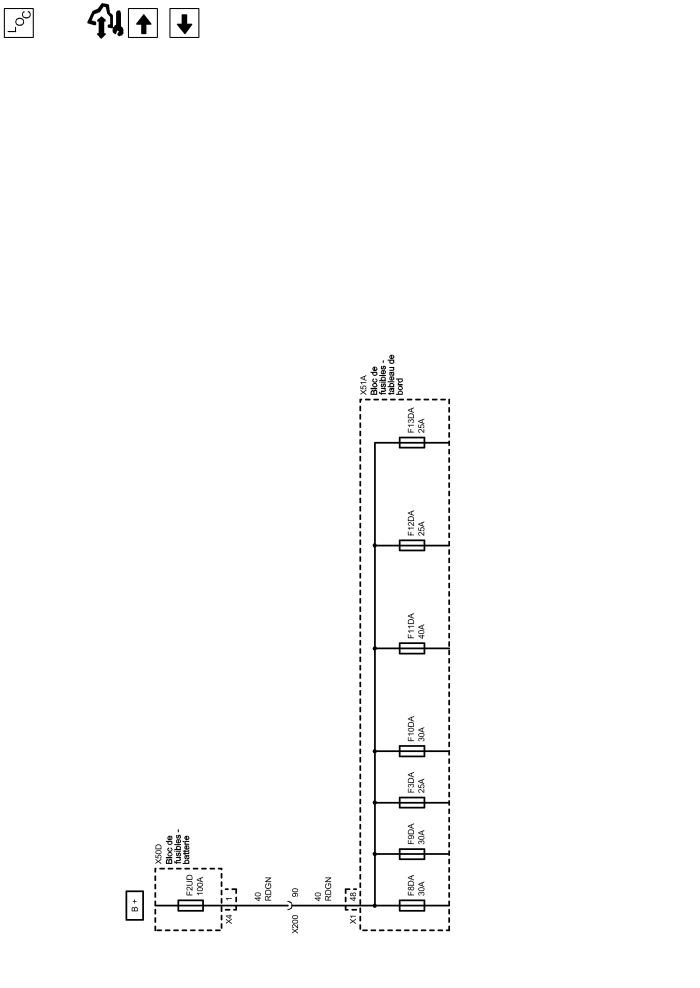 LOC
B +
X50D
Bloc de
fusibles -
batterie
F2UD
100A
X4
1
40
RDGN
X200
90
40
RDGN
X1
48
X51A
Bloc de
fusibles -
tableau de
bord
F8DA
30A
F9DA
30A
F3DA
25A
F10DA
30A
F11DA
40A
F12DA
25A
F13DA
25A